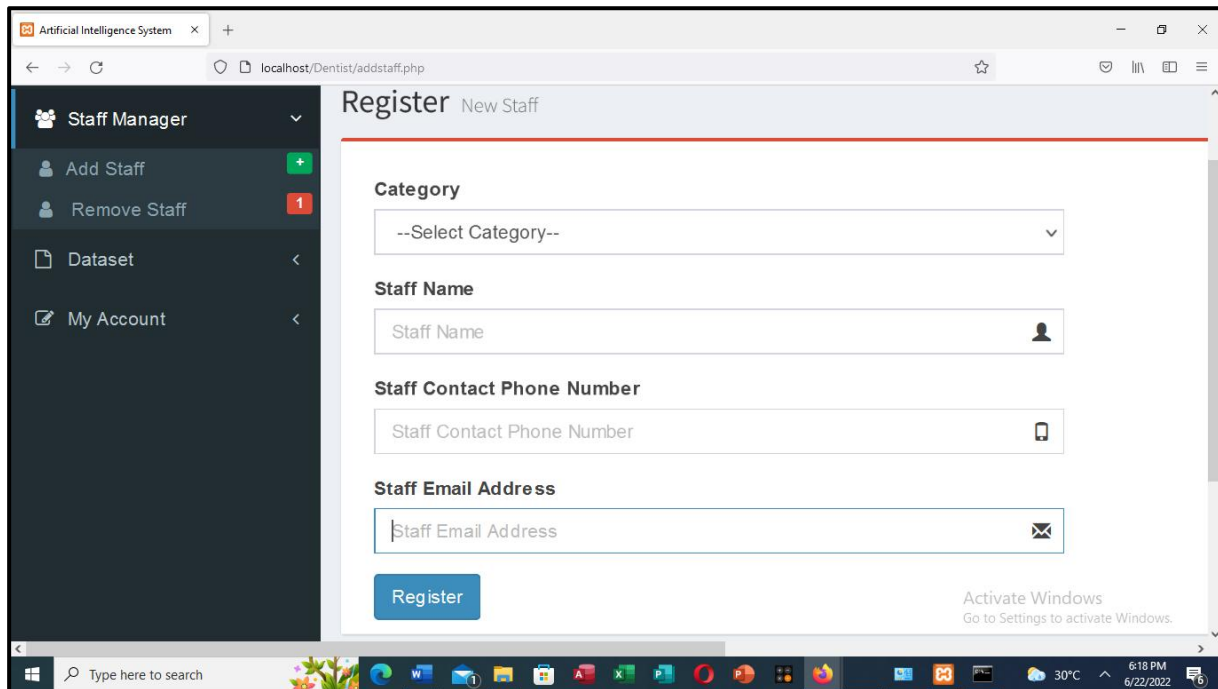 Artificial Intelligence System
localhost/Dentist/addstaff.php
Staff Manager
Add Staff +
Remove Staff 1
Dataset
My Account
Register New Staff
Category
--Select Category--
Staff Name
Staff Name
Staff Contact Phone Number
Staff Contact Phone Number
Staff Email Address
Staff Email Address
Register
Activate Windows
Go to Settings to activate Windows.
Type here to search
30°C
6:18 PM
6/22/2022
6